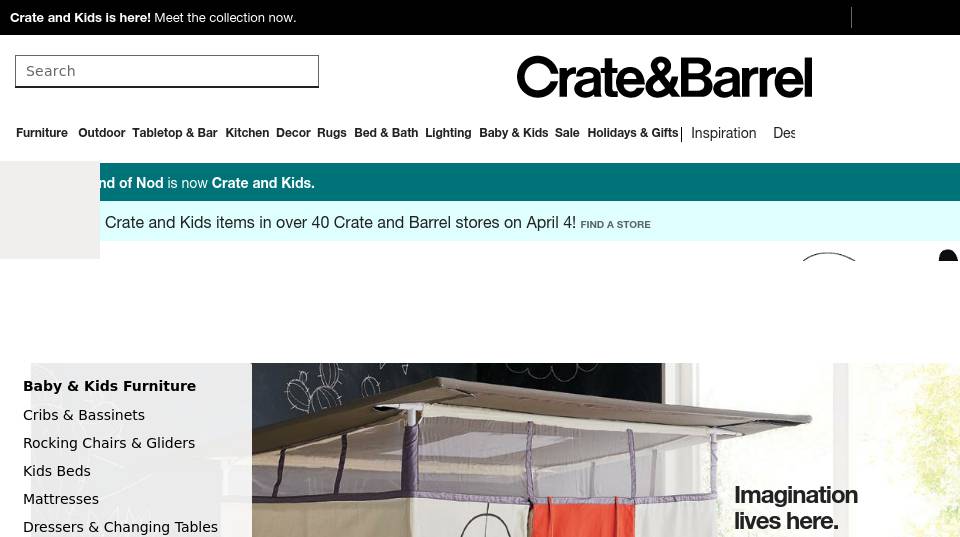 Crate and Kids is here! Meet the collection now.
Search
Crate&Barrel
Furniture Outdoor Tabletop & Bar Kitchen Decor Rugs Bed & Bath Lighting Baby & Kids Sale Holidays & Gifts Inspiration Des
nd of Nod is now Crate and Kids.
Crate and Kids items in over 40 Crate and Barrel stores on April 4! FIND A STORE
Baby & Kids Furniture
Cribs & Bassinets
Rocking Chairs & Gliders
Kids Beds
Mattresses
Dressers & Changing Tables
Imagination
lives here.